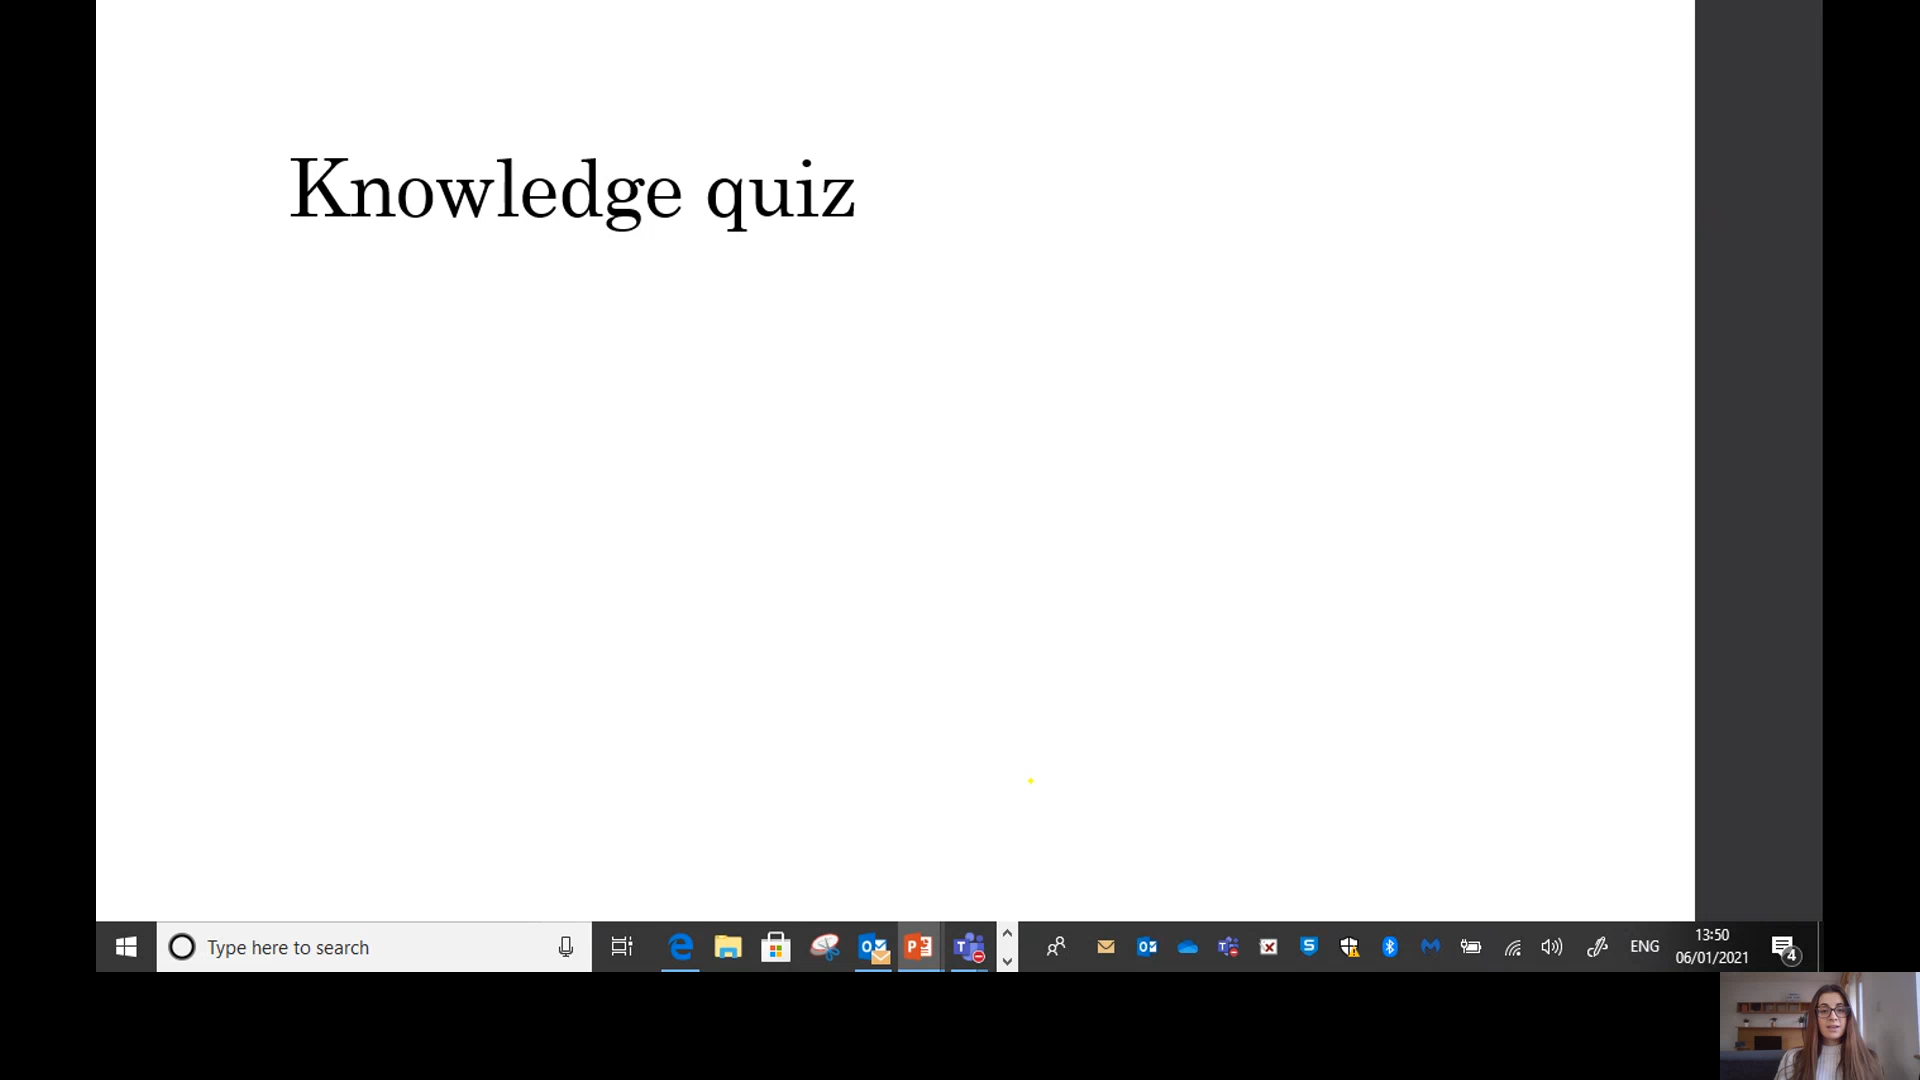 Knowledge quiz
Type here to search
ENG
13:50
06/01/2021
4